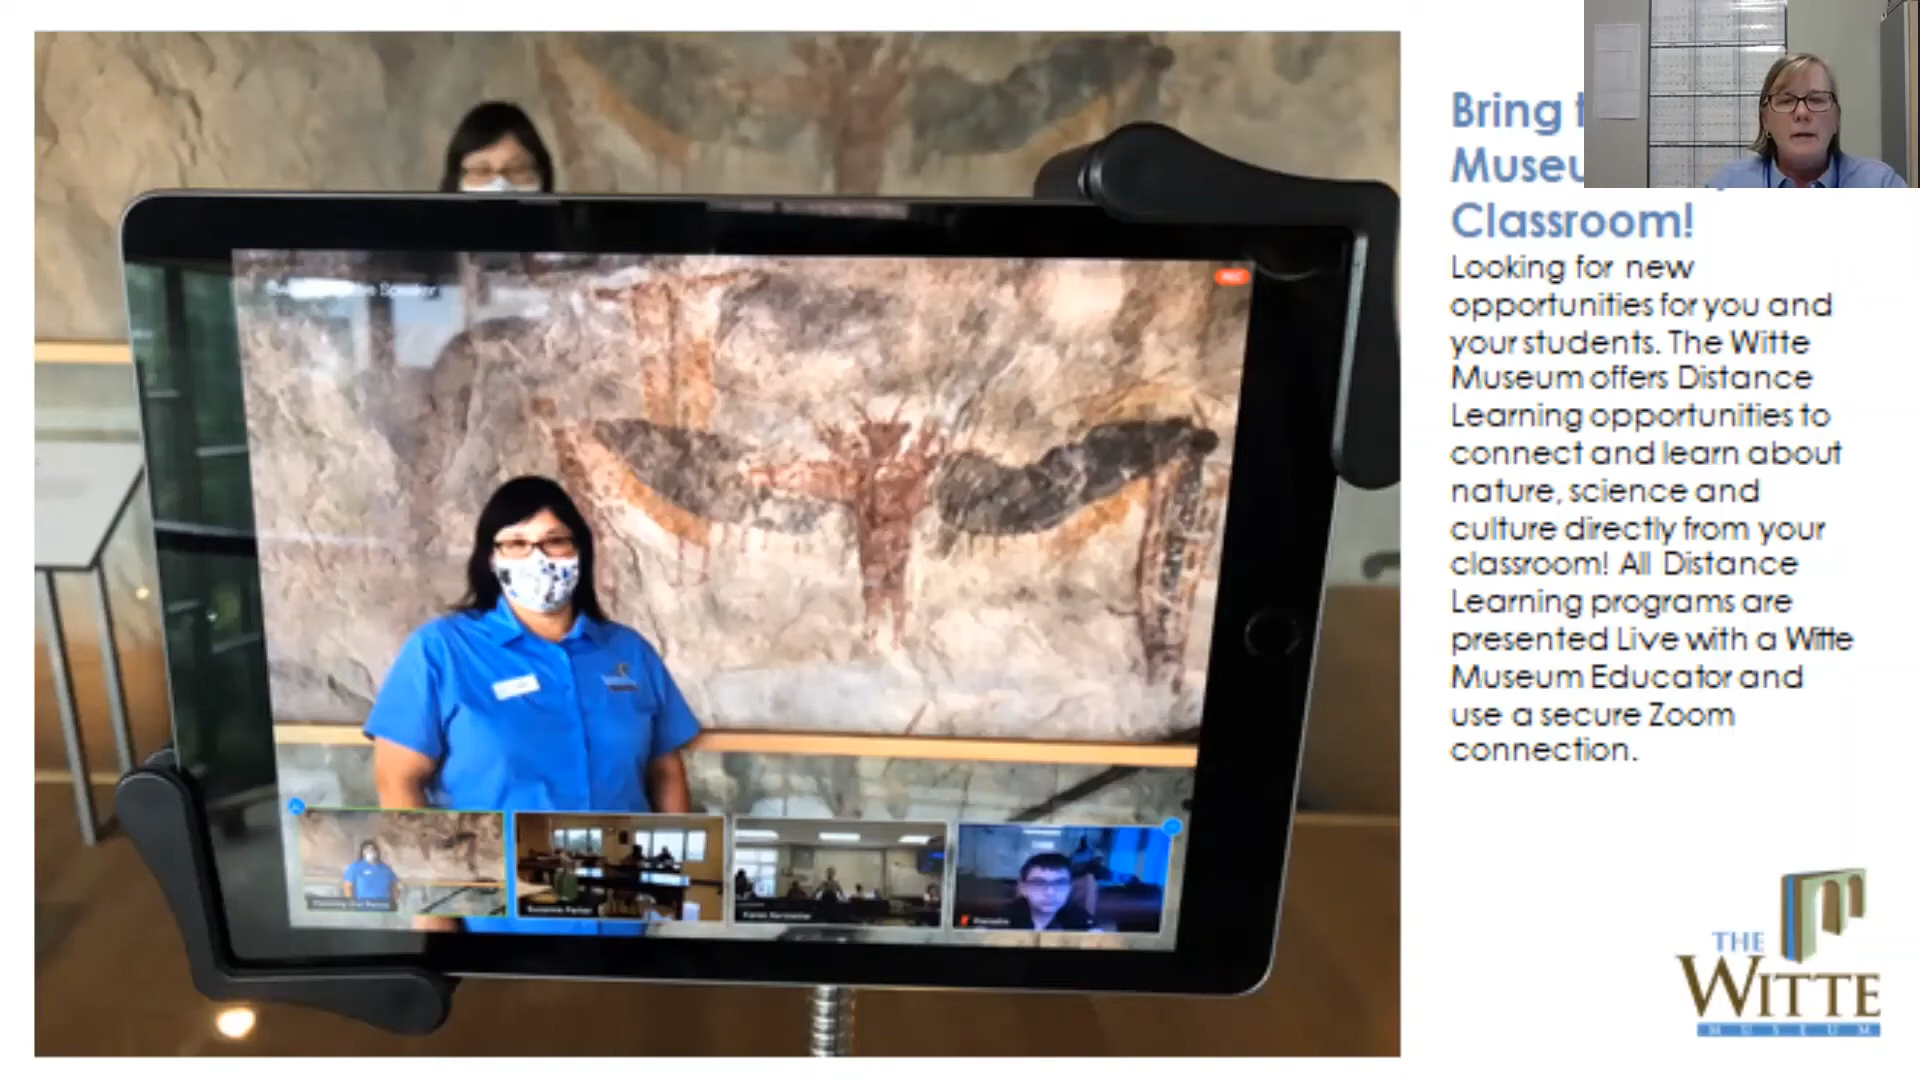 Bring
Museu
Classroom!
Looking for new
opportunities for you and
your students. The Witte
Museum offers Distance
Learning opportunities to
connect and learn about
nature, science and
culture directly from your
classroom! All Distance
Learning programs are
presented Live with a Witte
Museum Educator and
use a secure Zoom
connection.
THE
WITTE
MUSEUM